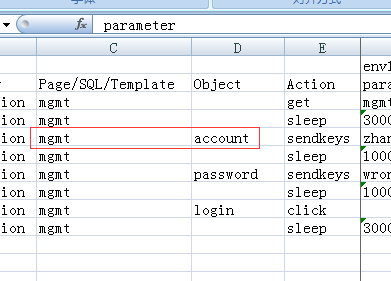 parameter
C D E
env1
Page/SQL/Template Object Action para
ion mgmt get mgmt
ion mgmt sleep 3000
ion mgmt account sendkeys zhan
ion mgmt sleep 1000
ion mgmt password sendkeys wron
ion mgmt sleep 1000
ion mgmt login click
ion mgmt sleep 3000